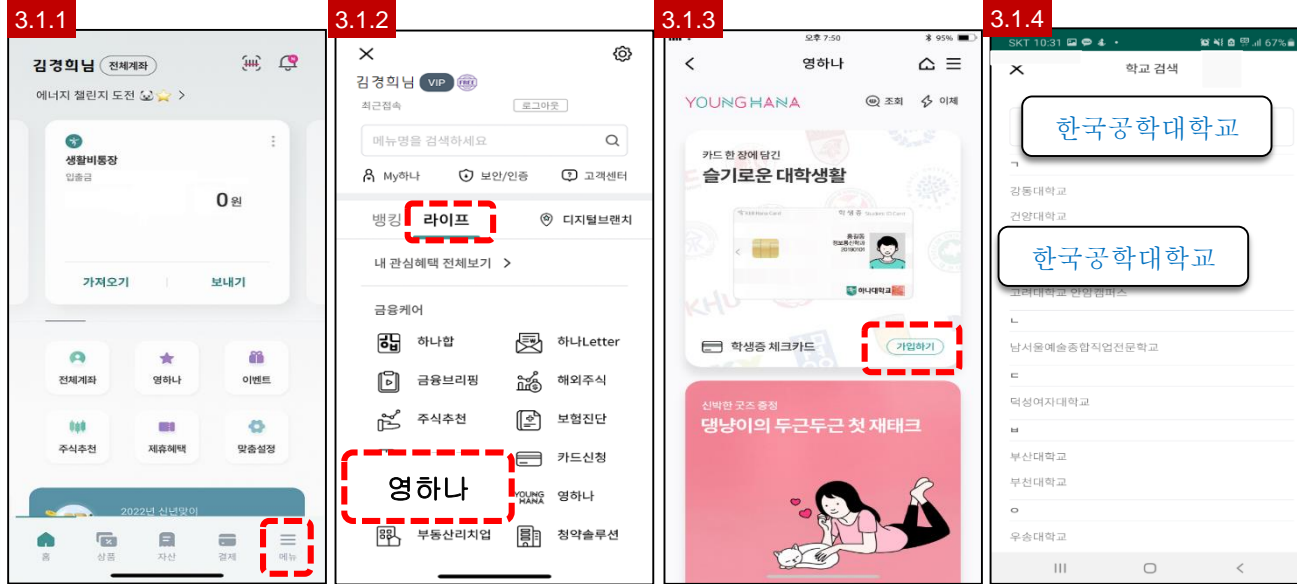 3.1.1
김경희님 전체계좌
에너지 챌린지 도전 >
생활비통장
입출금
0 원
가져오기
보내기
전체계좌
영하나
이벤트
주식추천
제휴혜택
맞춤설정
2022년 신년맞이
홈
상품
자산
결제
메뉴
3.1.2
김경희님 VIP
최근접속
로그아웃
메뉴명을 검색하세요
My하나
보안/인증
고객센터
뱅킹
라이프
디지털브랜치
내 관심혜택 전체보기 >
금융케어
하나합
하나Letter
금융브리핑
해외주식
주식추천
보험진단
카드신청
영하나
YOUNG HANA 영하나
부동산리치업
청약솔루션
3.1.3
오후 7:50
95%
영하나
YOUNG HANA
조회
이체
카드 한 장에 담긴
슬기로운 대학생활
학생증 Student ID Card
홍길동
20190101
하나대학교
학생증 체크카드
가입하기
신박한 굿즈 증정
댕냥이의 두근두근 첫 재태크
3.1.4
SKT 10:31
67%
학교 검색
한국공학대학교
ㄱ
강동대학교
건양대학교
한국공학대학교
고려대학교 안암캠퍼스
ㄴ
남서울예술종합직업전문학교
ㄷ
덕성여자대학교
ㅂ
부산대학교
부천대학교
ㅇ
우송대학교